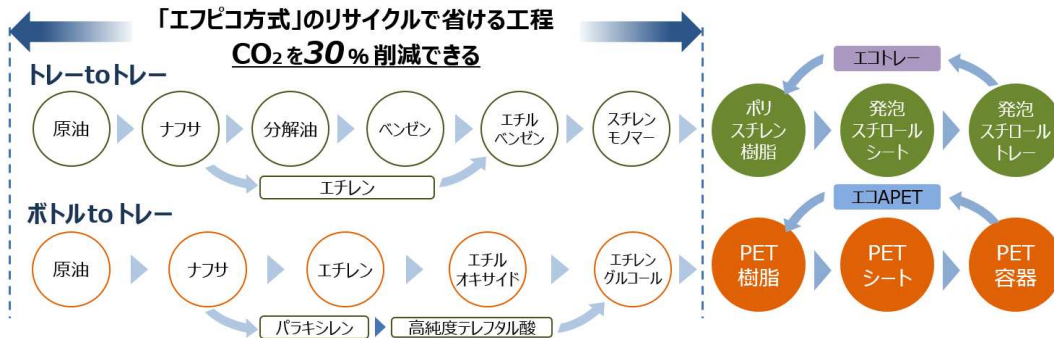 「エフピコ方式」のリサイクルで省ける工程
CO₂を30%削減できる
トレーtoトレー
原油
ナフサ
分解油
ベンゼン
エチル
ベンゼン
スチレン
モノマー
エチレン
エコトレー
ポリ
スチレン
樹脂
発泡
スチロール
シート
発泡
スチロール
トレー
ボトルtoトレー
原油
ナフサ
エチレン
エチル
オキサイド
エチレン
グルコール
パラキシレン
高純度テレフタル酸
エコAPET
PET
樹脂
PET
シート
PET
容器